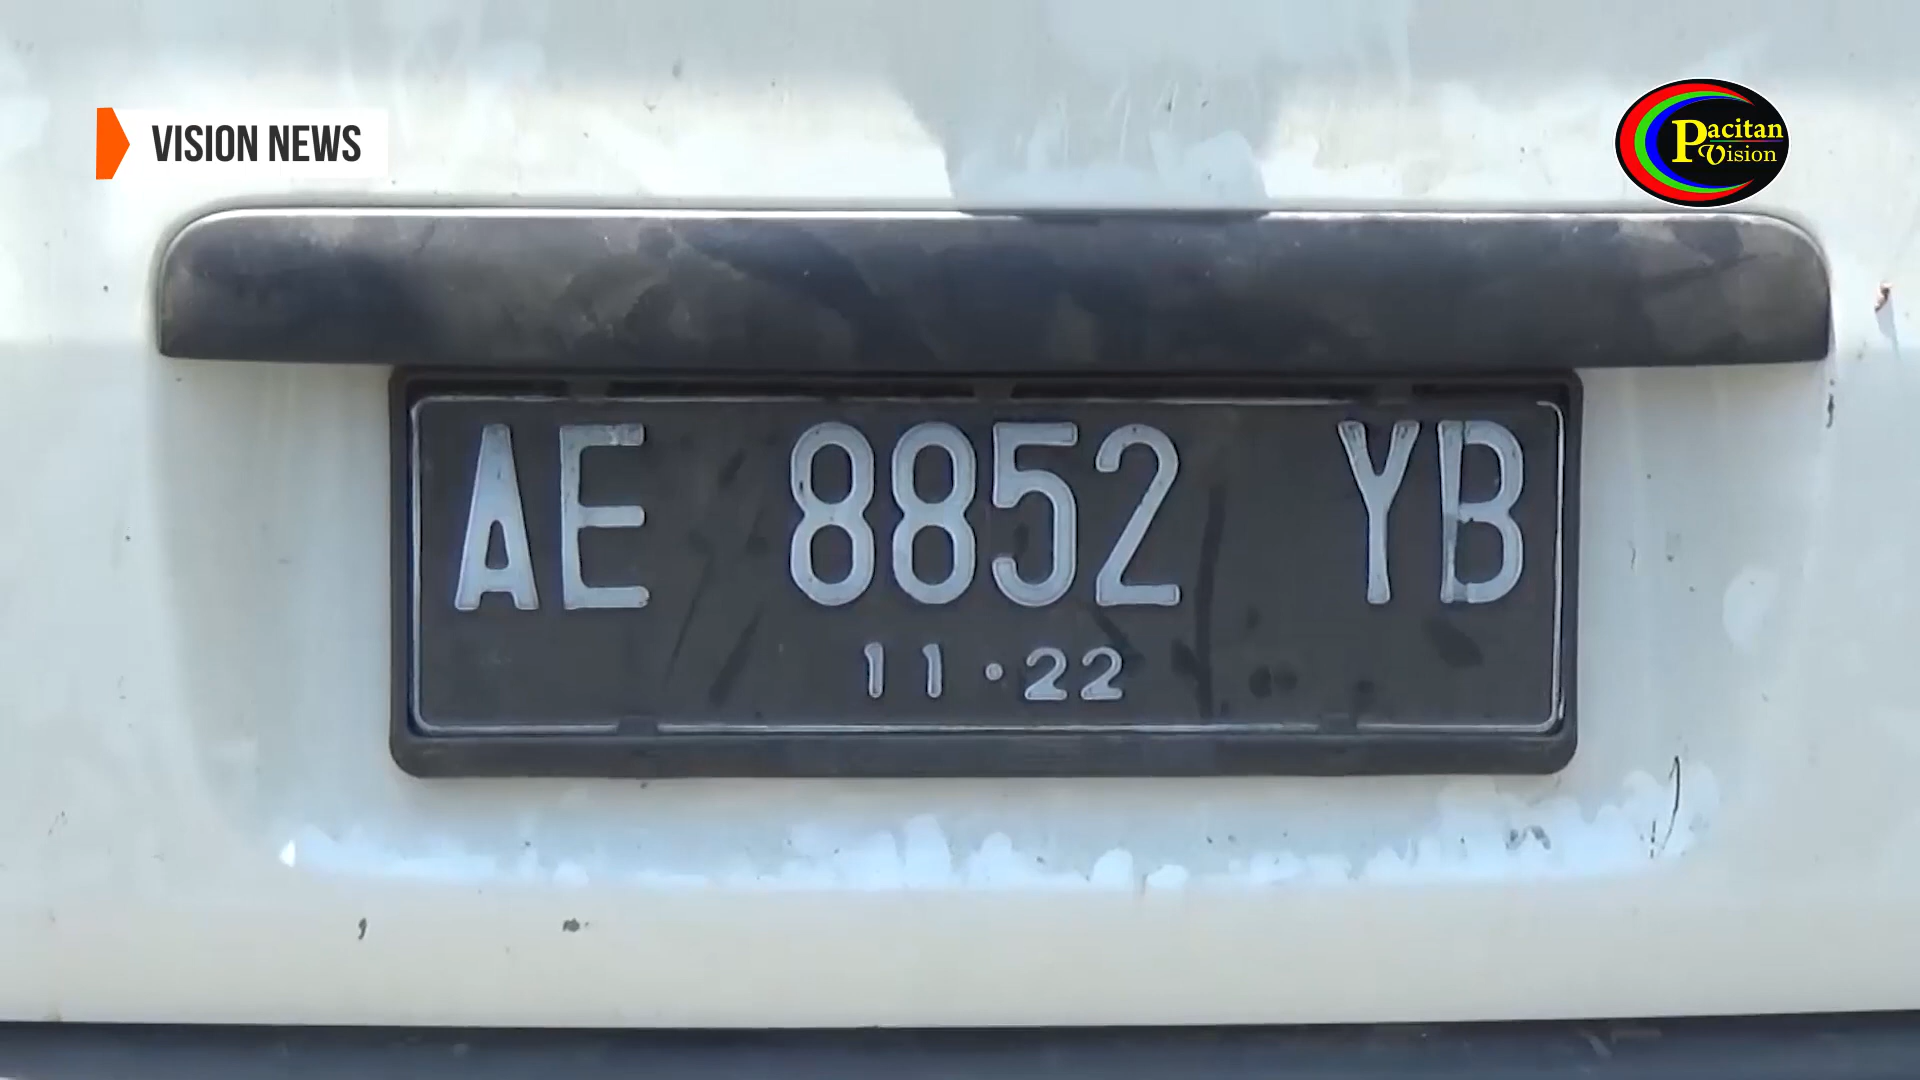 VISION NEWS
Pacitan
Vision
AE 8852 YB
11·22